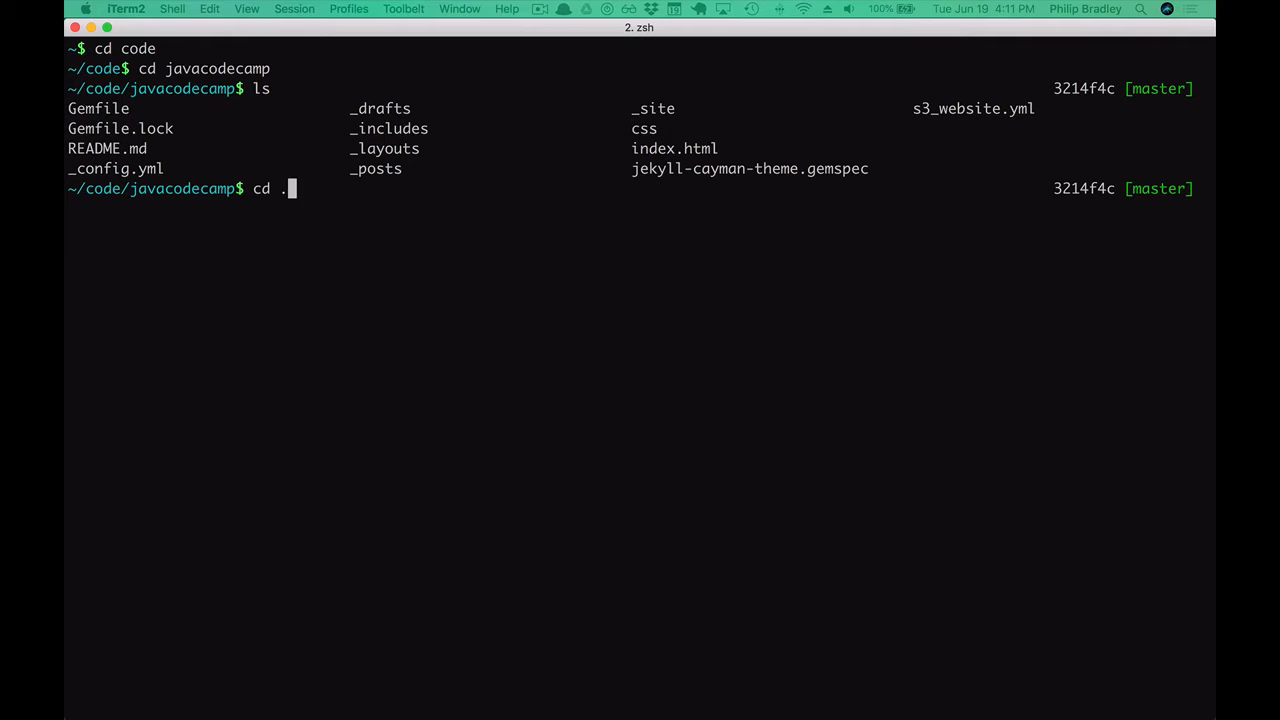 iTerm2 Shell Edit View Session Profiles Toolbelt Window Help 19 100% Tue Jun 19 4:11 PM Philip Bradley
2. zsh
~$ cd code
~/code$ cd javacodecamp
~/code/javacodecamp$ ls 3214f4c [master]
Gemfile _drafts _site s3_website.yml
Gemfile.lock _includes css
README.md _layouts index.html
_config.yml _posts jekyll-cayman-theme.gemspec
~/code/javacodecamp$ cd . 3214f4c [master]